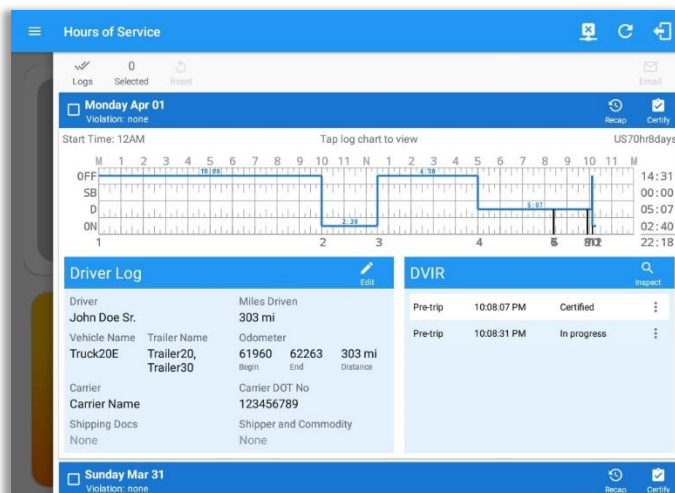 Hours of Service
Logs
0
Selected
Reset
Email
Monday Apr 01
Violation: none
Recap
Certify
Start Time: 12AM
Tap log chart to view
US70hr8days
M 1 2 3 4 5 6 7 8 9 10 11 N 1 2 3 4 5 6 7 8 9 10 11 M
OFF 10:00 4:30 14:31
SB 00:00
D 5:07 05:07
ON 2:30 02:40
1 2 3 4 22:18
Driver Log
Edit
Driver
John Doe Sr.
Miles Driven
303 mi
Vehicle Name
Truck20E
Trailer Name
Trailer20,
Trailer30
Odometer
61960 62263 303 mi
Begin End Distance
Carrier
Carrier Name
Carrier DOT No
123456789
Shipping Docs
None
Shipper and Commodity
None
DVIR
Inspect
Pre-trip 10:08:07 PM Certified
Pre-trip 10:08:31 PM In progress
Sunday Mar 31
Violation: none
Recap
Certify